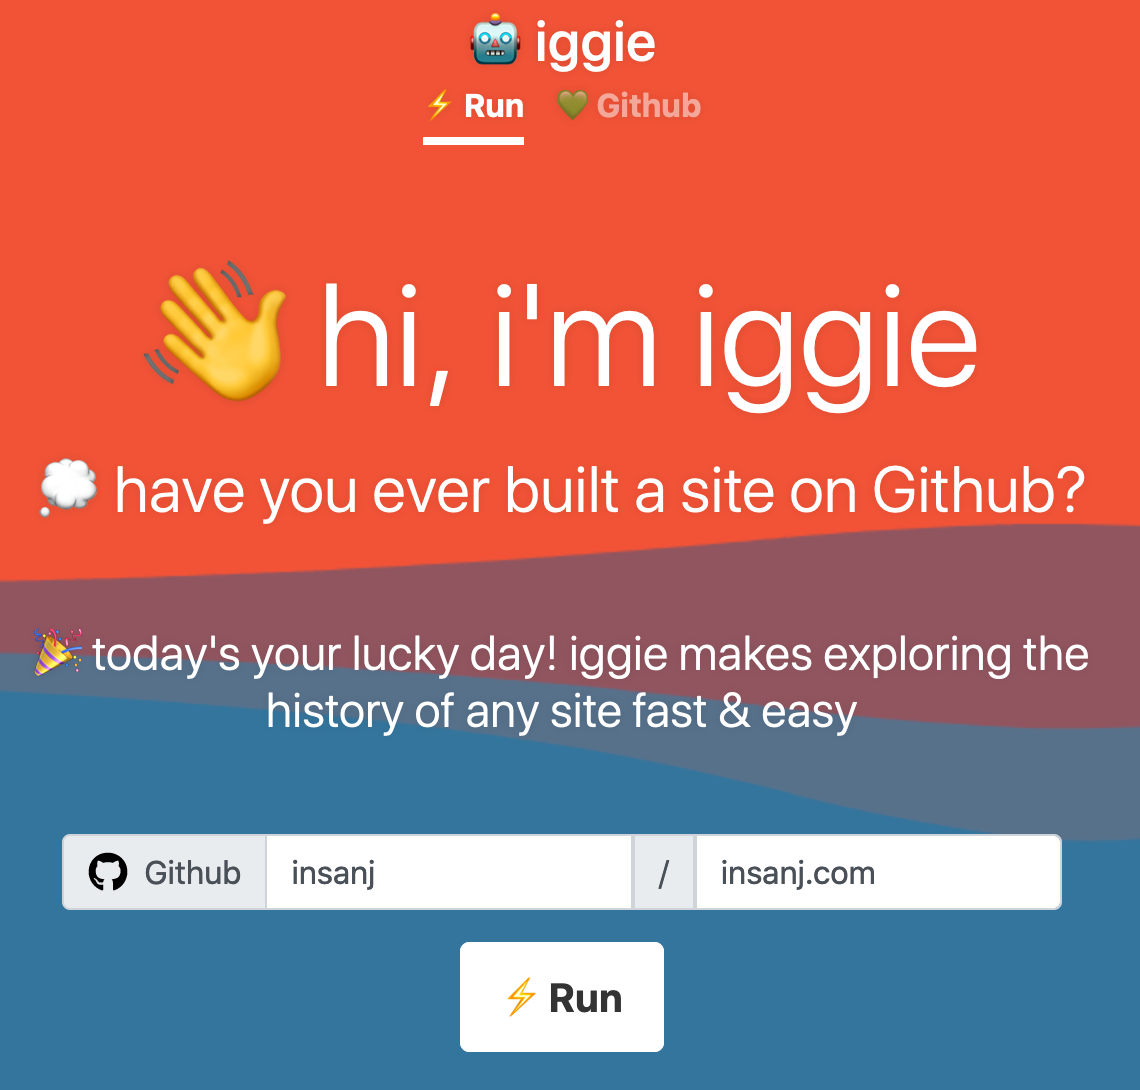 🤖 iggie
⚡ Run 💚 Github
👋 hi, i'm iggie
💭 have you ever built a site on Github?
🎉 today's your lucky day! iggie makes exploring the
history of any site fast & easy
Github insanj / insanj.com
⚡ Run